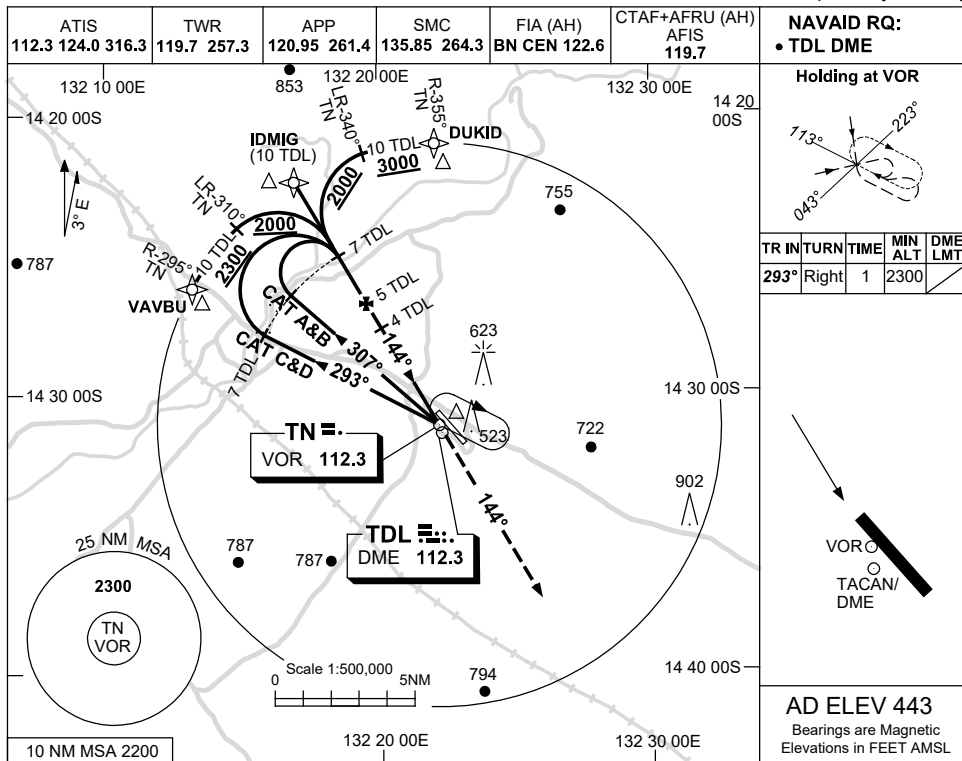 ATIS
112.3 124.0 316.3
TWR
119.7 257.3
APP
120.95 261.4
SMC
135.85 264.3
FIA (AH)
BN CEN 122.6
CTAF+AFRU (AH)
AFIS
119.7
NAVAID RQ:
• TDL DME
132 10 00E
853
132 20 00E
132 30 00E
14 20 00S
14 20
00S
LR-340°
TN
R-355°
TN
IDMIG
(10 TDL)
10 TDL
3000
DUKID
2000
755
3° E
LR-310°
TN
2000
10 TDL
2300
7 TDL
R-295°
TN
787
VAVBU
5 TDL
4 TDL
CAT A&B
307°
144°
CAT C&D
293°
7 TDL
623
14 30 00S
14 30 00S
TN
VOR 112.3
523
722
902
144°
TDL
DME 112.3
787
787
25 NM MSA
2300
TN
VOR
Scale 1:500,000
0 5NM
794
14 40 00S
10 NM MSA 2200
132 20 00E
132 30 00E
Holding at VOR
113°
223°
043°
TR IN TURN TIME MIN ALT DME LMT
293° Right 1 2300
VOR
TACAN/
DME
AD ELEV 443
Bearings are Magnetic
Elevations in FEET AMSL